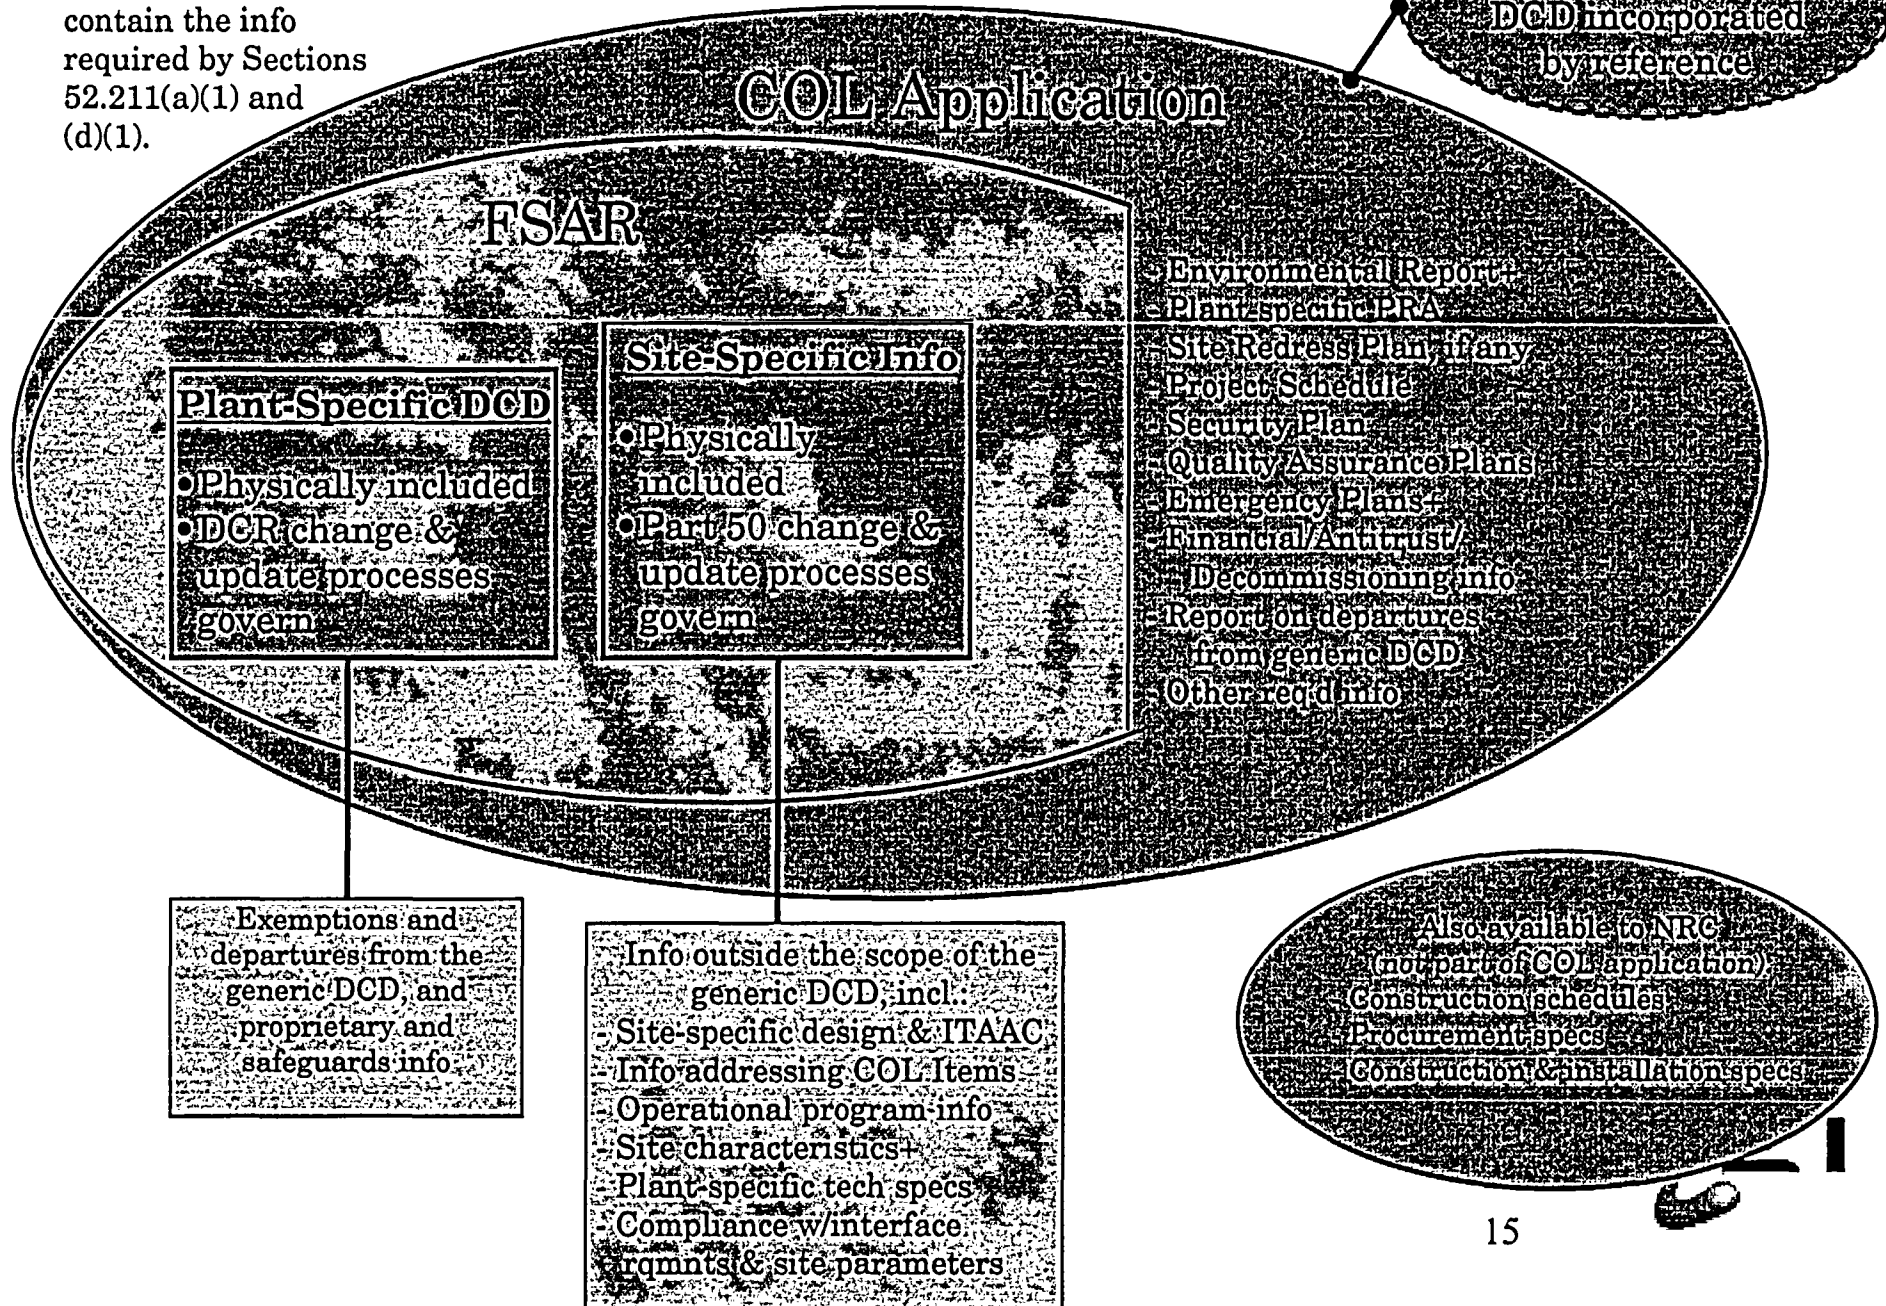 contain the info
required by Sections
52.211(a)(1) and
(d)(1).
DCD incorporated
by reference
COL Application
FSAR
Plant-Specific DCD
•Physically included
•DCR change &
update processes
govern
Site-Specific Info
•Physically
included
•Part 50 change &
update processes
govern
- Environmental Report+
- Plant-specific PRA
- Site Redress Plan, if any
- Project Schedule
- Security Plan
- Quality Assurance Plans
- Emergency Plans+
- Financial/Antitrust/
Decommissioning info
- Report on departures
from generic DCD
- Other req'd info
Exemptions and
departures from the
generic DCD, and
proprietary and
safeguards info
Info outside the scope of the
generic DCD, incl.:
- Site-specific design & ITAAC
- Info addressing COL Items
- Operational program info
- Site characteristics+
- Plant-specific tech specs
- Compliance w/interface
rqmnts & site parameters
Also available to NRC
(not part of COL application)
Construction schedules
Procurement specs
Construction & installation specs
15